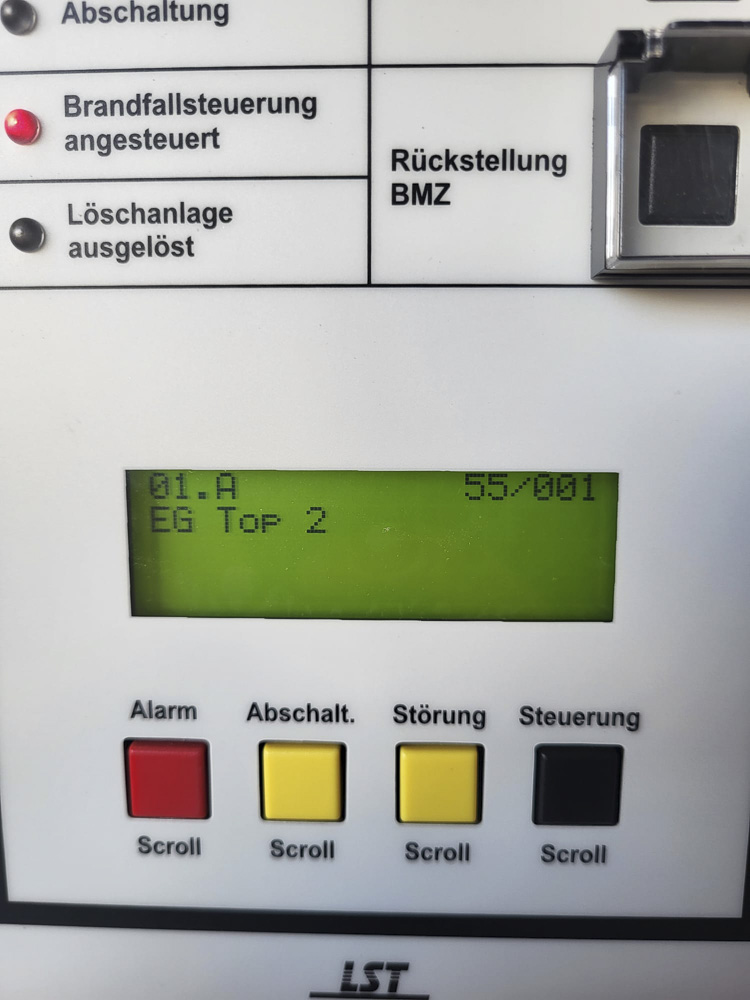 Abschaltung
Brandfallsteuerung
angesteuert
Löschanlage
ausgelöst
Rückstellung
BMZ
01.A 55/001
EG Top 2
Alarm Abschalt. Störung Steuerung
Scroll Scroll Scroll Scroll
LST